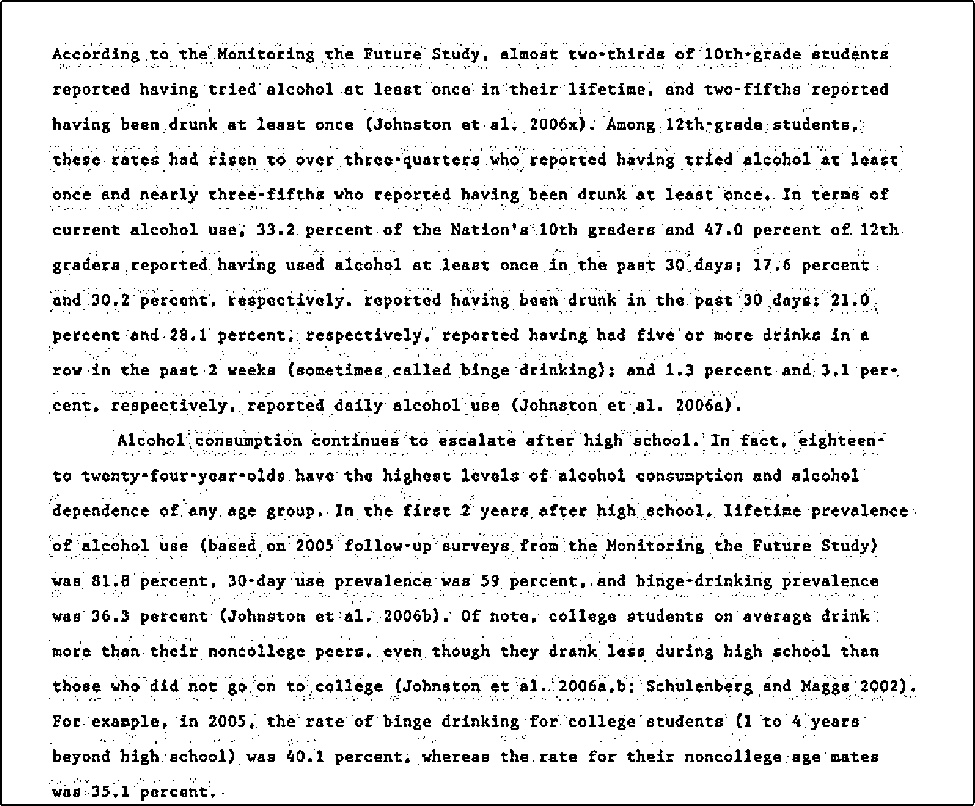 According to the Monitoring the Future Study, almost two-thirds of 10th-grade students
reported having tried alcohol at least once in their lifetime, and two-fifths reported
having been drunk at least once (Johnston et al. 2006x). Among 12th-grade students,
these rates had risen to over three-quarters who reported having tried alcohol at least
once and nearly three-fifths who reported having been drunk at least once. In terms of
current alcohol use, 33.2 percent of the Nation's 10th graders and 47.0 percent of 12th
graders reported having used alcohol at least once in the past 30 days; 17.6 percent
and 30.2 percent, respectively, reported having been drunk in the past 30 days; 21.0
percent and 28.1 percent, respectively, reported having had five or more drinks in a
row in the past 2 weeks (sometimes called binge drinking); and 1.3 percent and 3.1 per-
cent, respectively, reported daily alcohol use (Johnston et al. 2006a).
Alcohol consumption continues to escalate after high school. In fact, eighteen-
to twenty-four-year-olds have the highest levels of alcohol consumption and alcohol
dependence of any age group. In the first 2 years after high school, lifetime prevalence
of alcohol use (based on 2005 follow-up surveys from the Monitoring the Future Study)
was 81.8 percent, 30-day use prevalence was 59 percent, and binge-drinking prevalence
was 36.3 percent (Johnston et al. 2006b). Of note, college students on average drink
more than their noncollege peers, even though they drank less during high school than
those who did not go on to college (Johnston et al. 2006a,b; Schulenberg and Maggs 2002).
For example, in 2005, the rate of binge drinking for college students (1 to 4 years
beyond high school) was 40.1 percent, whereas the rate for their noncollege age mates
was 35.1 percent.